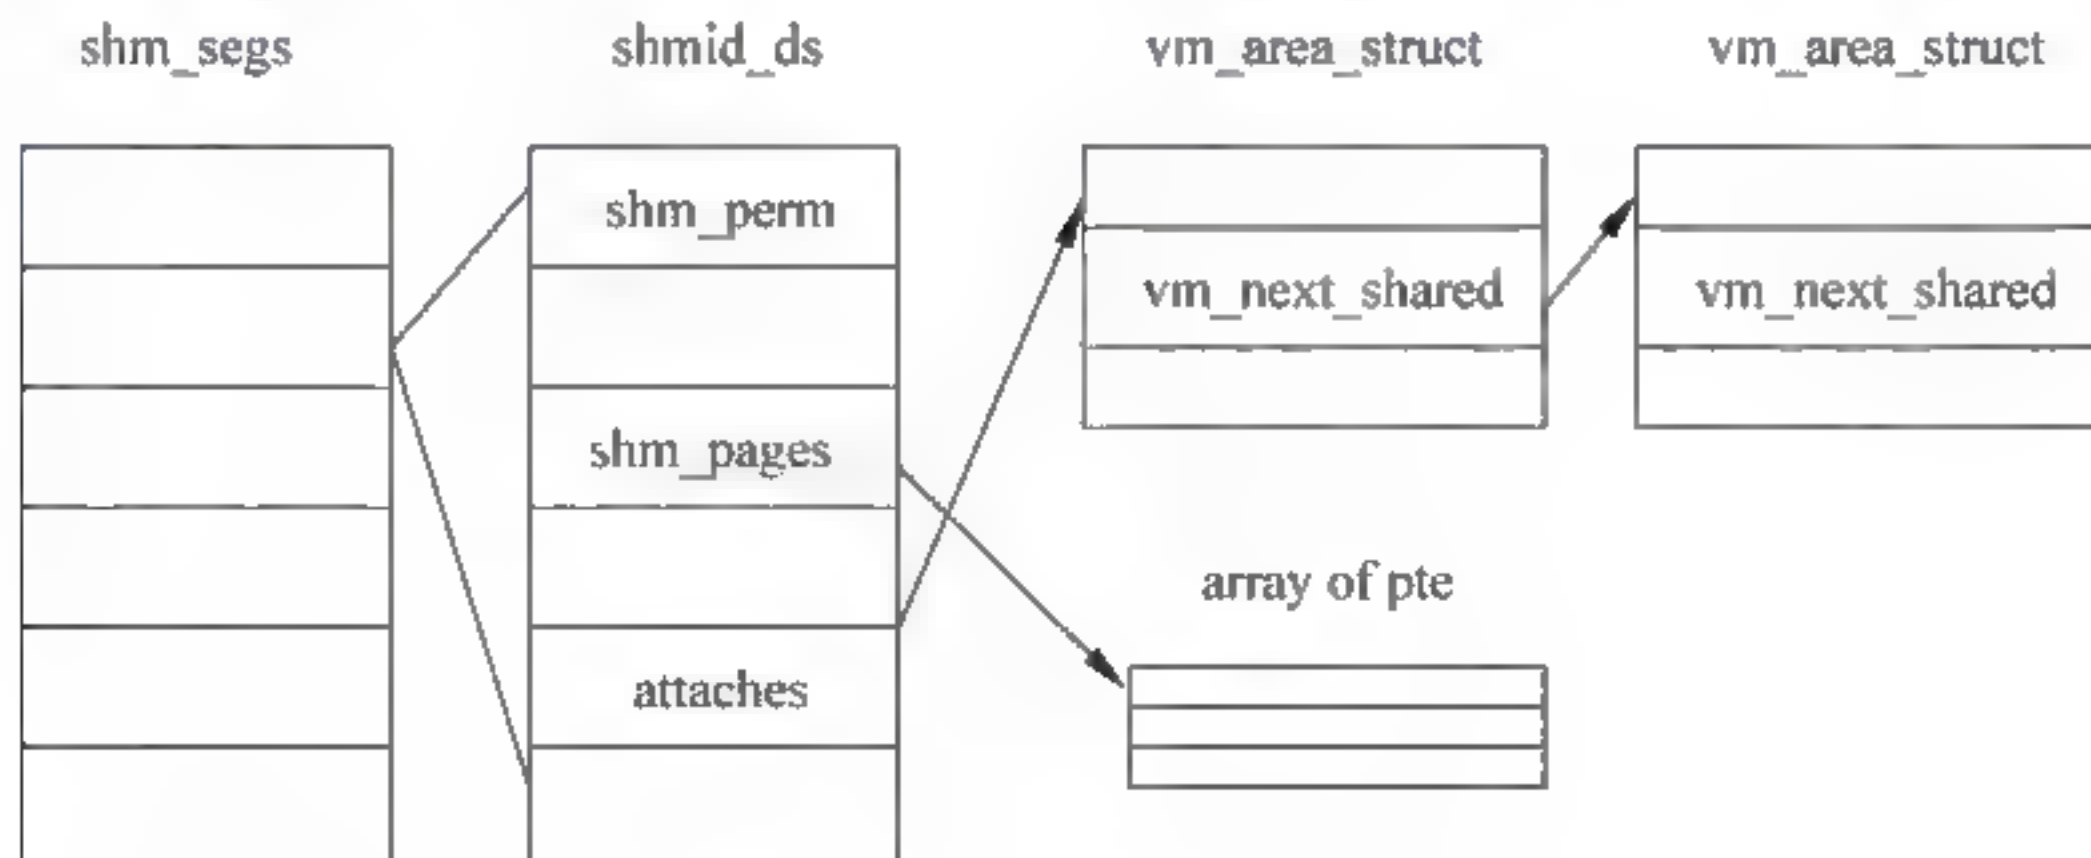 shm_segs
shmid_ds
vm_area_struct
vm_area_struct
shm_perm
vm_next_shared
vm_next_shared
shm_pages
array of pte
attaches